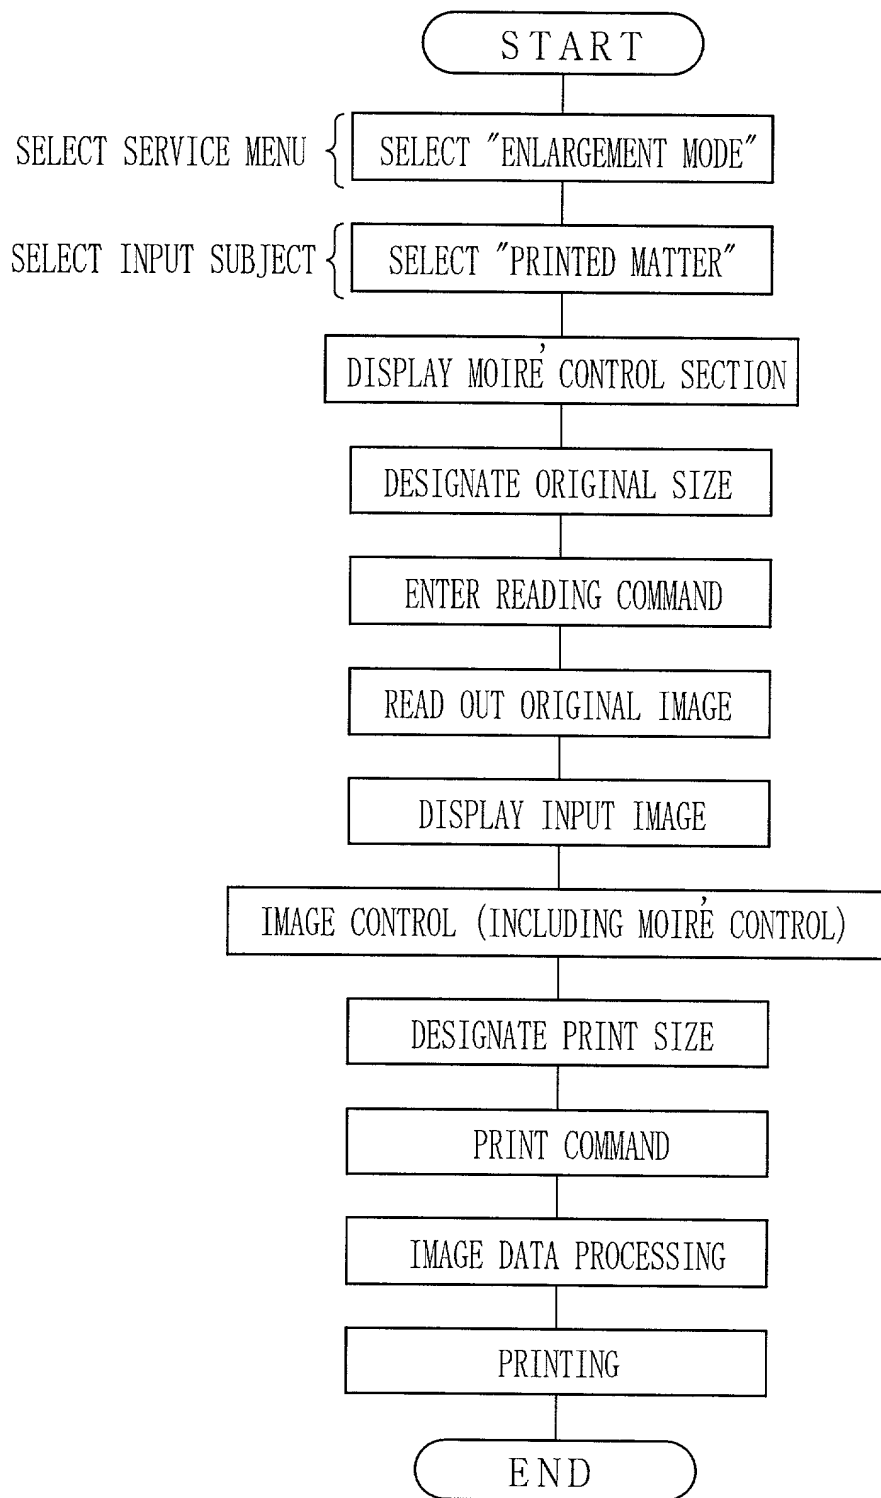 START
SELECT SERVICE MENU { SELECT "ENLARGEMENT MODE"
SELECT INPUT SUBJECT { SELECT "PRINTED MATTER"
DISPLAY MOIRÉ CONTROL SECTION
DESIGNATE ORIGINAL SIZE
ENTER READING COMMAND
READ OUT ORIGINAL IMAGE
DISPLAY INPUT IMAGE
IMAGE CONTROL (INCLUDING MOIRÉ CONTROL)
DESIGNATE PRINT SIZE
PRINT COMMAND
IMAGE DATA PROCESSING
PRINTING
END